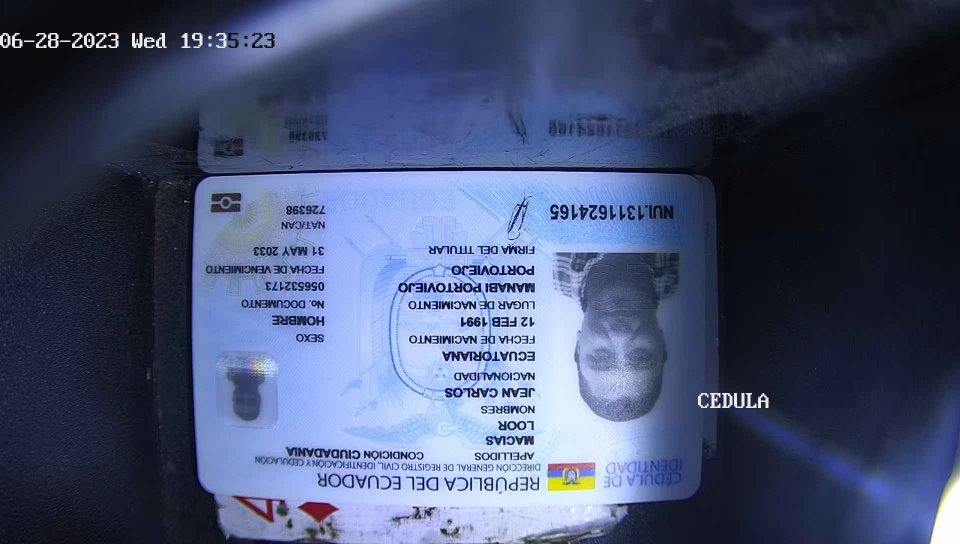 06-28-2023 Wed 19:35:23
CEDULA
CÉDULA DE
IDENTIDAD
REPÚBLICA DEL ECUADOR
DIRECCIÓN GENERAL DE REGISTRO CIVIL, IDENTIFICACIÓN Y CEDULACIÓN
APELLIDOS
MACIAS
LOOR
NOMBRES
JEAN CARLOS
NACIONALIDAD
ECUATORIANA
FECHA DE NACIMIENTO
12 FEB 1991
LUGAR DE NACIMIENTO
MANABI PORTOVIEJO
PORTOVIEJO
FIRMA DEL TITULAR
CONDICIÓN CIUDADANIA
SEXO
HOMBRE
No. DOCUMENTO
056532173
FECHA DE VENCIMIENTO
31 MAY 2033
NAT/CAN
726398
NUI.1311624165